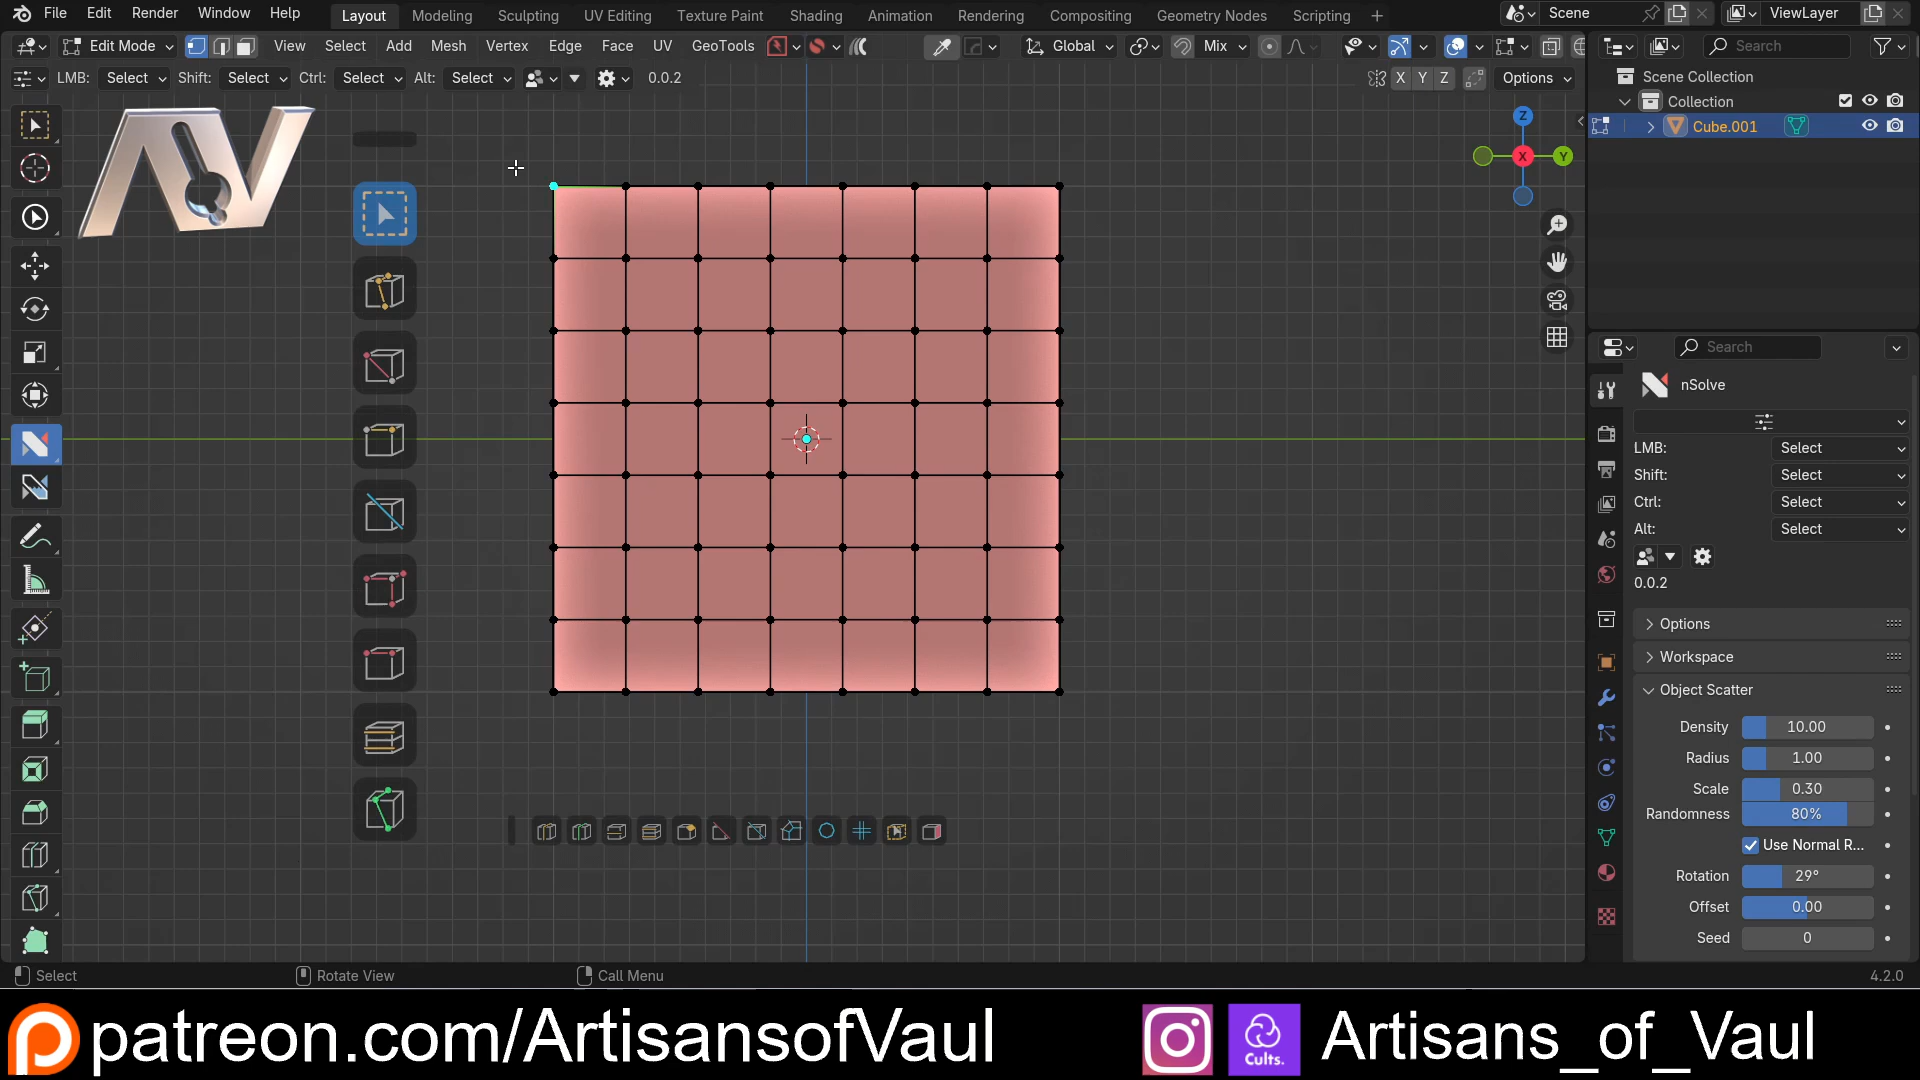 File Edit Render Window Help Layout Modeling Sculpting UV Editing Texture Paint Shading Animation Rendering Compositing Geometry Nodes Scripting + Scene ViewLayer
Edit Mode View Select Add Mesh Vertex Edge Face UV GeoTools Global Mix Search
LMB: Select Shift: Select Ctrl: Select Alt: Select 0.0.2 X Y Z Options
Scene Collection
Collection
Cube.001
Z
X
Y
Search
nSolve
LMB: Select
Shift: Select
Ctrl: Select
Alt: Select
0.0.2
Options
Workspace
Object Scatter
Density 10.00
Radius 1.00
Scale 0.30
Randomness 80%
Use Normal R...
Rotation 29°
Offset 0.00
Seed 0
Select Rotate View Call Menu 4.2.0
patreon.com/ArtisansofVaul Cults. Artisans_of_Vaul
AV